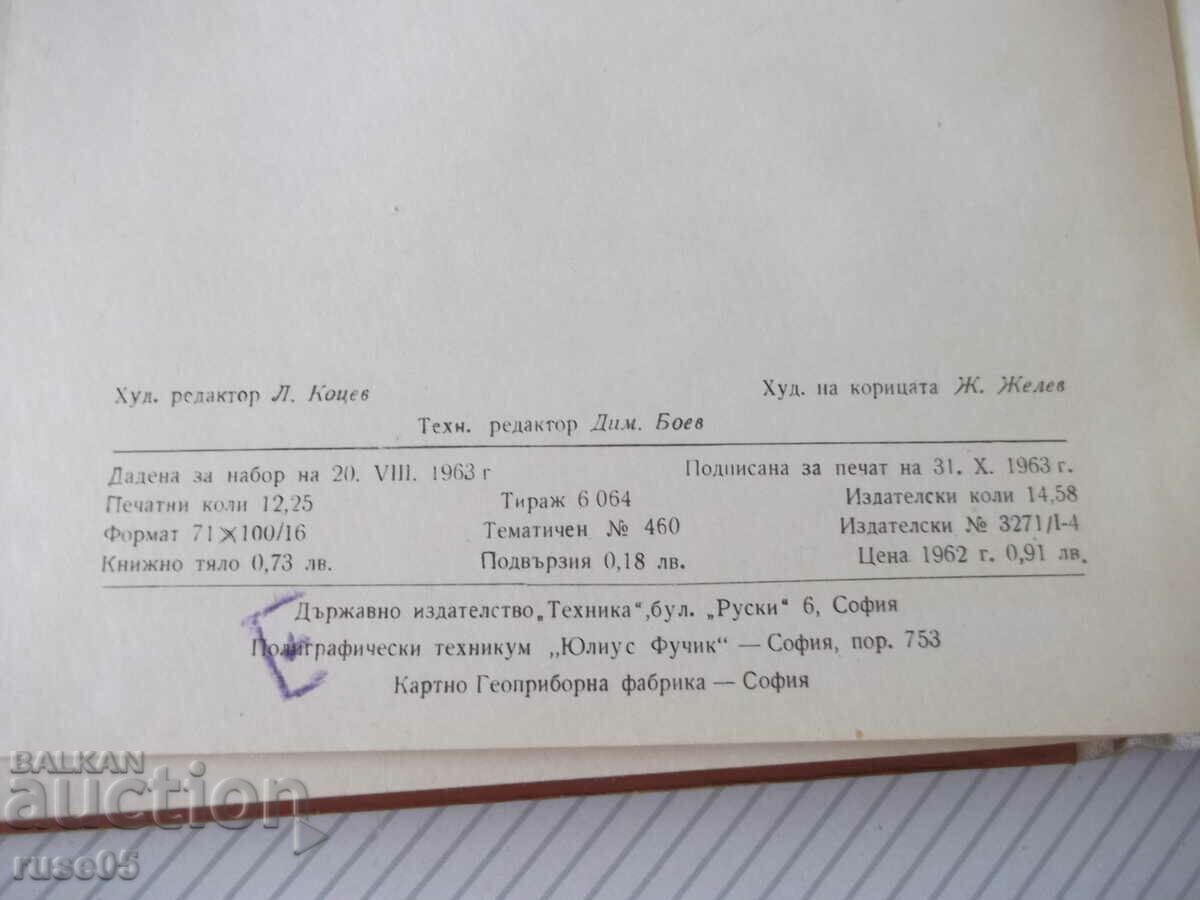 Худ. редактор Л. Коцев Худ. на корицата Ж. Желев
Техн. редактор Дим. Боев
Дадена за набор на 20. VIII. 1963 г Подписана за печат на 31. X. 1963 г.
Печатни коли 12,25 Тираж 6 064 Издателски коли 14,58
Формат 71×100/16 Тематичен № 460 Издателски № 3271/I-4
Книжно тяло 0,73 лв. Подвързия 0,18 лв. Цена 1962 г. 0,91 лв.
Държавно издателство „Техника“, бул. „Руски“ 6, София
Полиграфически техникум „Юлиус Фучик“ — София, пор. 753
Картно Геоприборна фабрика — София
BALKAN
auction
ruse05